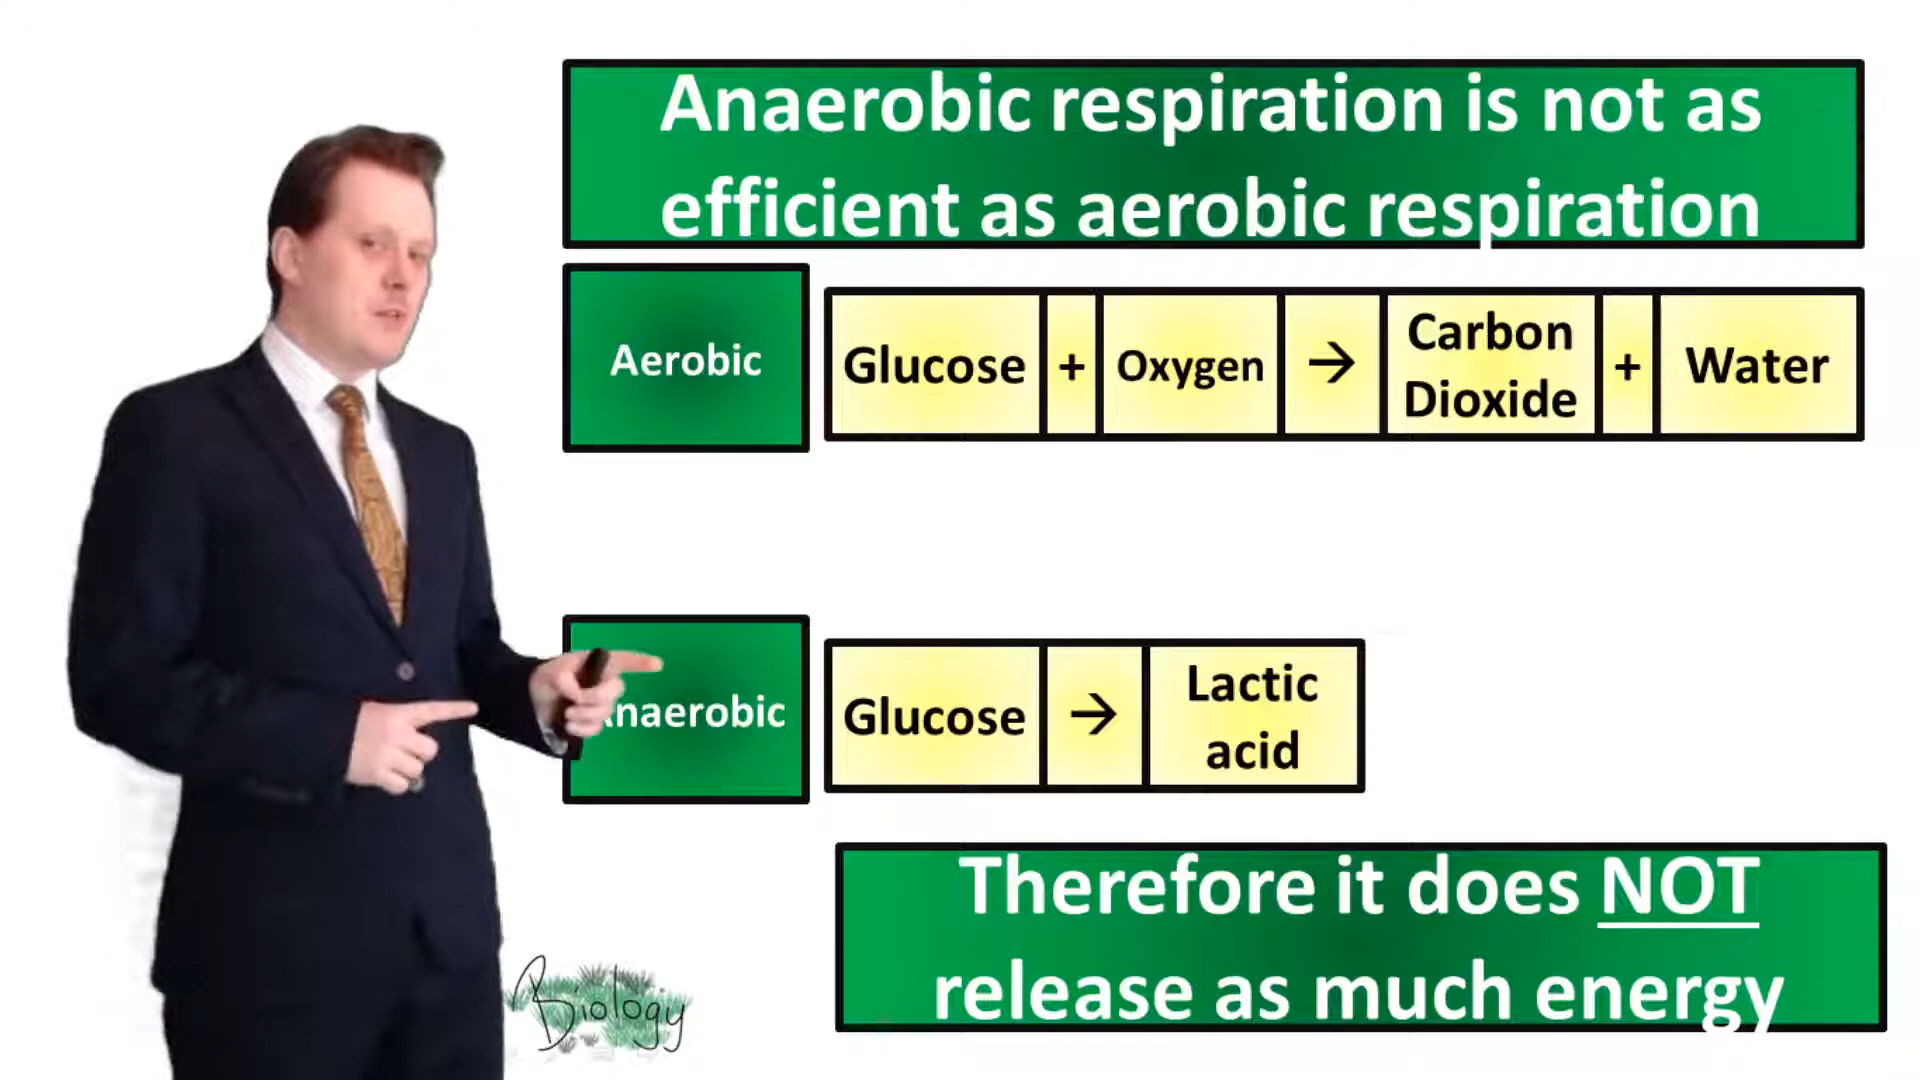 Anaerobic respiration is not as
efficient as aerobic respiration
Aerobic
Glucose + Oxygen → Carbon Dioxide + Water
Anaerobic
Glucose → Lactic acid
Therefore it does NOT
release as much energy
Biology